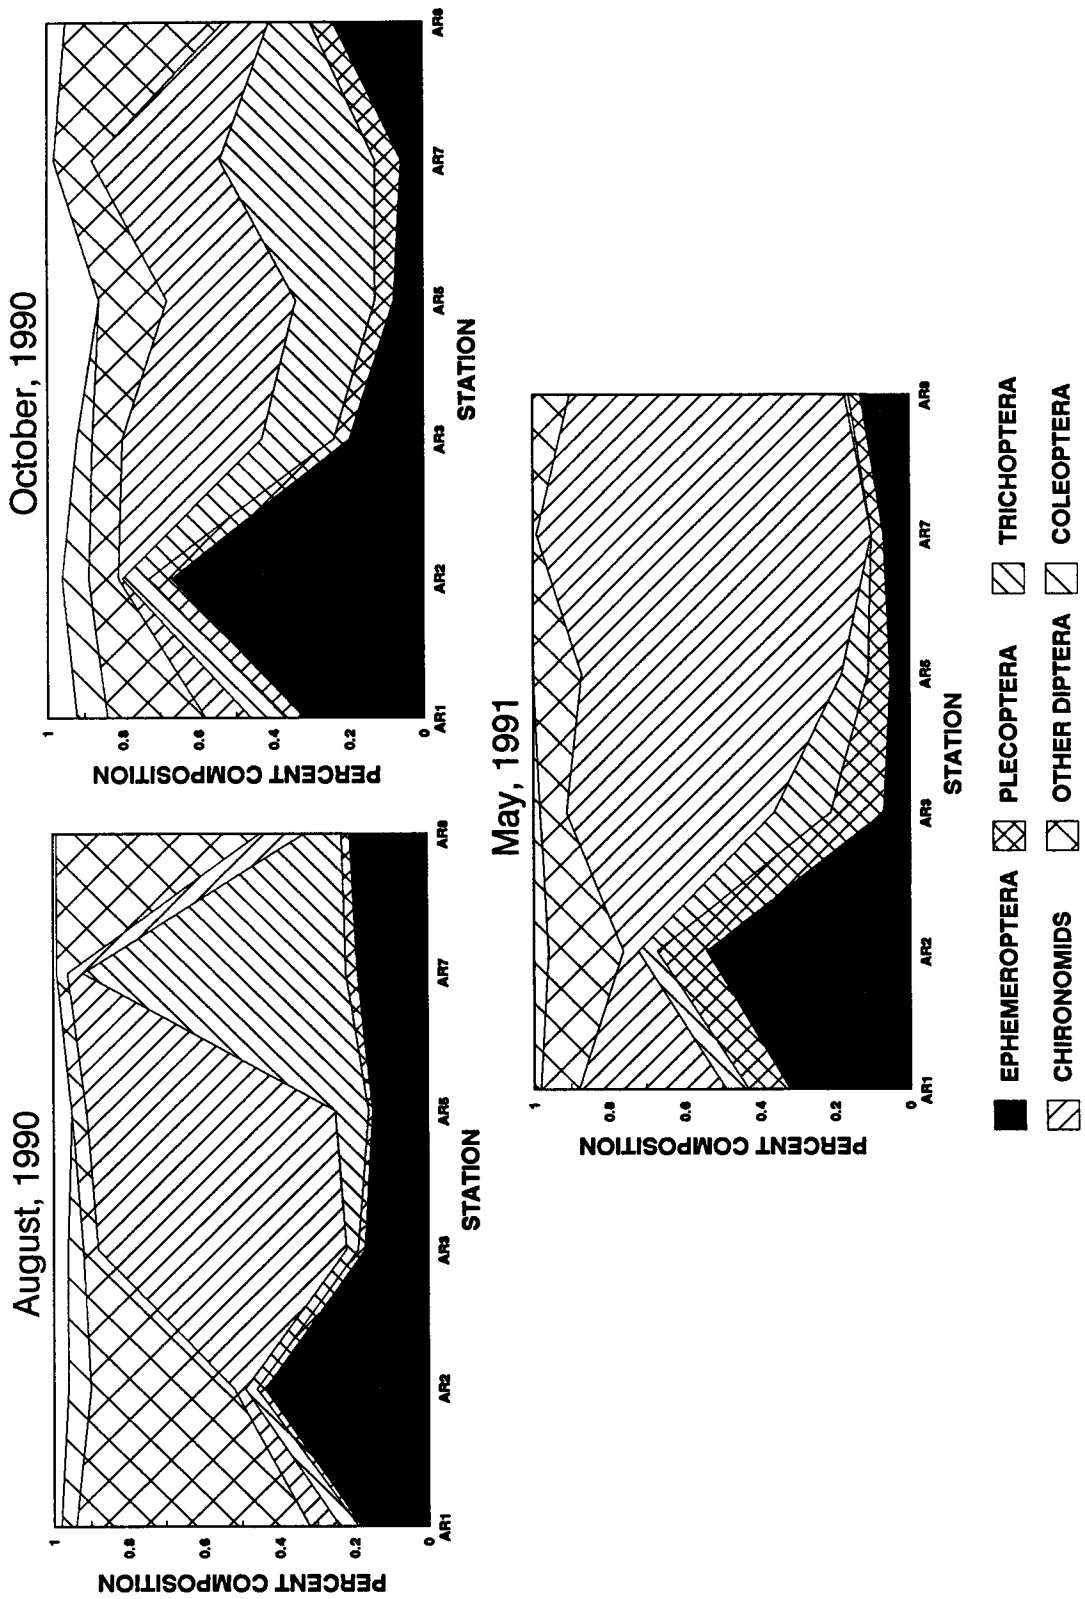 August, 1990
PERCENT COMPOSITION
1
0.8
0.6
0.4
0.2
0
AR1
AR2
AR3
AR5
AR7
AR8
STATION
October, 1990
PERCENT COMPOSITION
1
0.8
0.6
0.4
0.2
0
AR1
AR2
AR3
AR5
AR7
AR8
STATION
May, 1991
PERCENT COMPOSITION
1
0.8
0.6
0.4
0.2
0
AR1
AR2
AR3
AR5
AR7
AR8
STATION
EPHEMEROPTERA PLECOPTERA TRICHOPTERA
CHIRONOMIDS OTHER DIPTERA COLEOPTERA